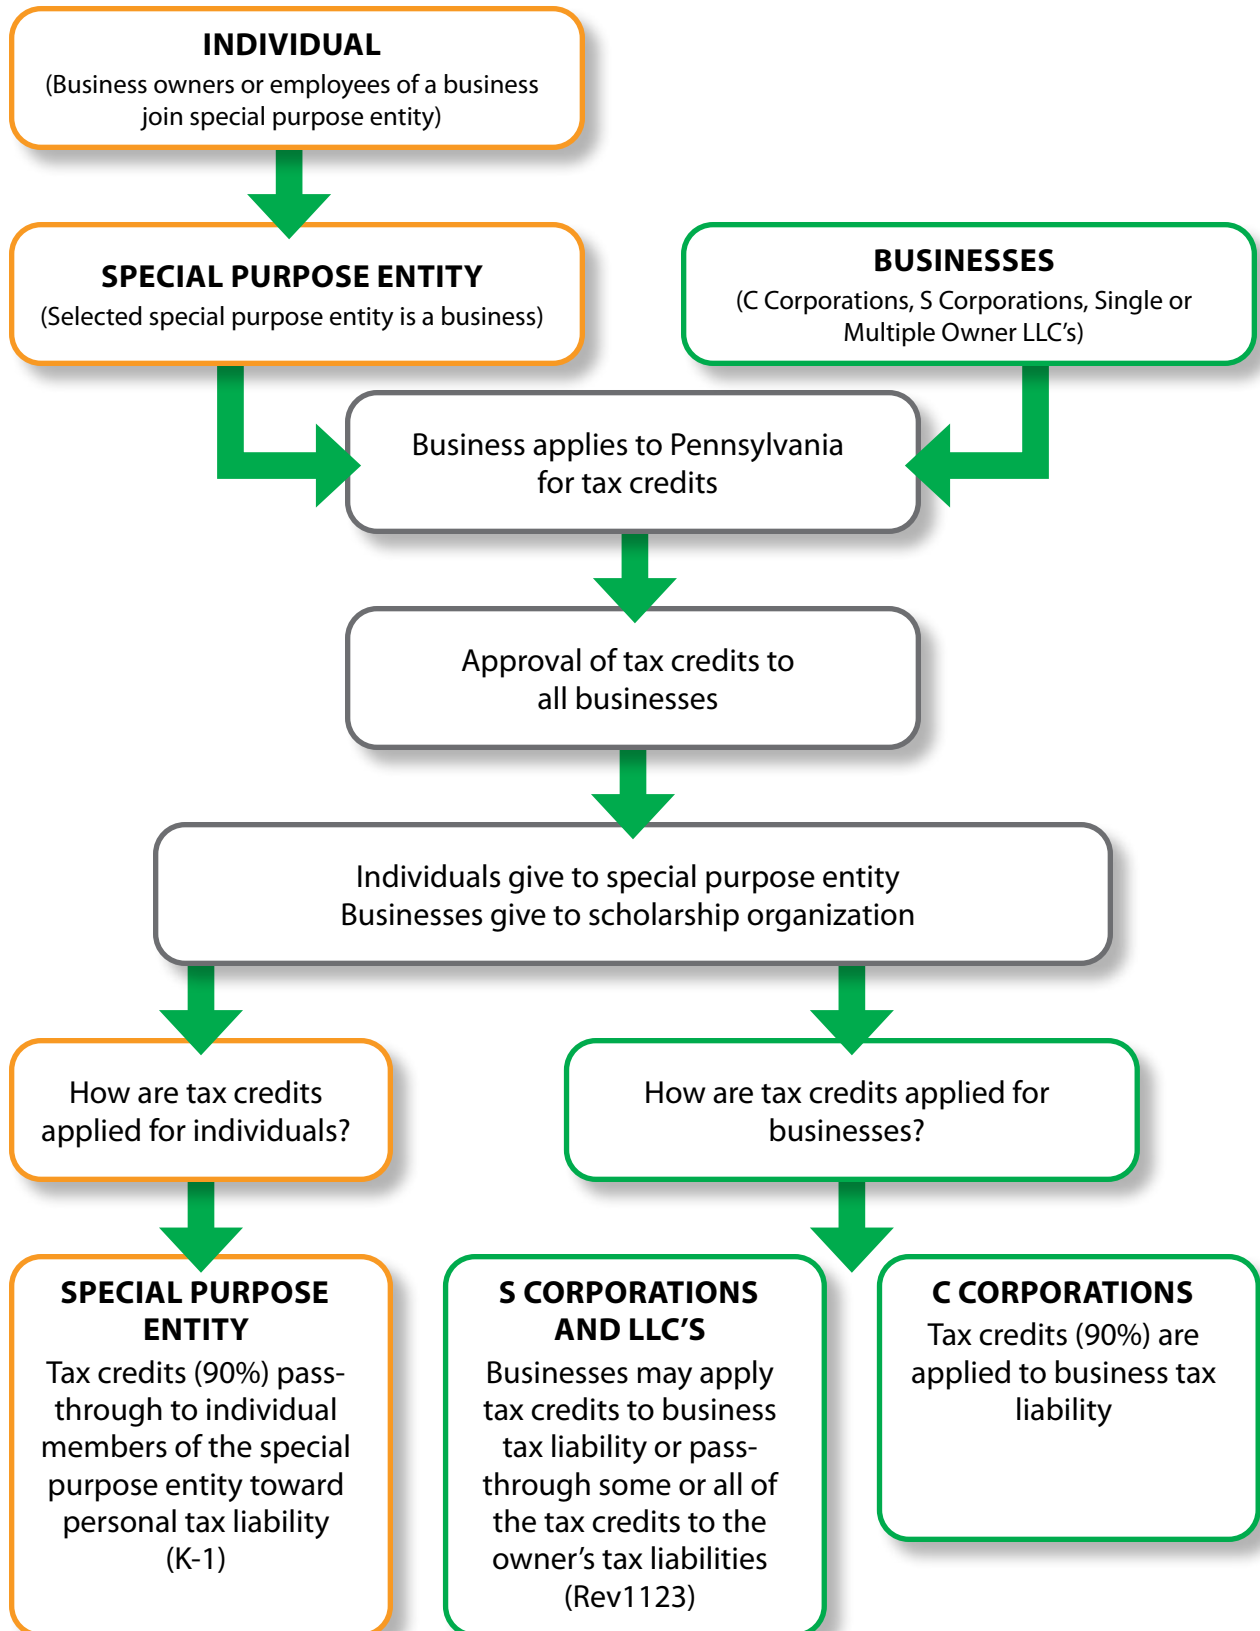 INDIVIDUAL
(Business owners or employees of a business
join special purpose entity)
SPECIAL PURPOSE ENTITY
(Selected special purpose entity is a business)
BUSINESSES
(C Corporations, S Corporations, Single or
Multiple Owner LLC's)
Business applies to Pennsylvania
for tax credits
Approval of tax credits to
all businesses
Individuals give to special purpose entity
Businesses give to scholarship organization
How are tax credits
applied for individuals?
How are tax credits applied for
businesses?
SPECIAL PURPOSE
ENTITY
Tax credits (90%) pass-
through to individual
members of the special
purpose entity toward
personal tax liability
(K-1)
S CORPORATIONS
AND LLC'S
Businesses may apply
tax credits to business
tax liability or pass-
through some or all of
the tax credits to the
owner's tax liabilities
(Rev1123)
C CORPORATIONS
Tax credits (90%) are
applied to business tax
liability